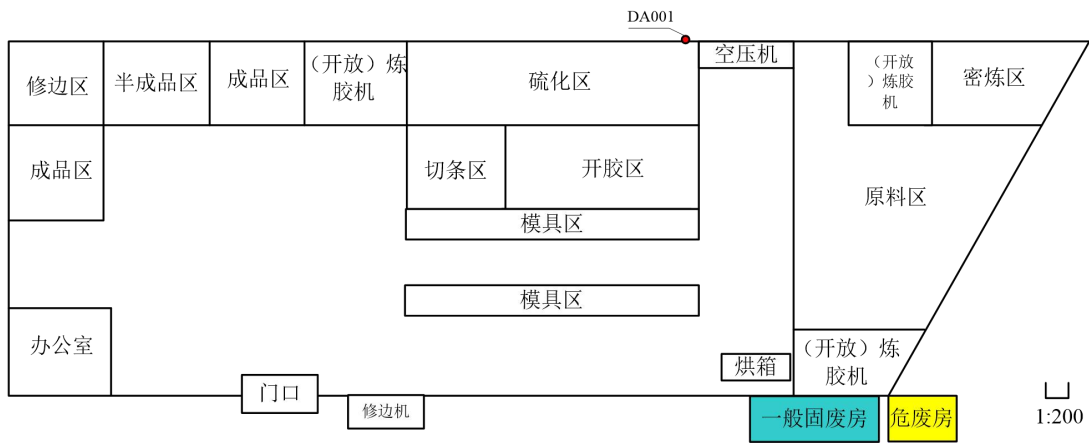 DA001
修边区
半成品区
成品区
（开放）炼
胶机
硫化区
空压机
（开放
）炼胶
机
密炼区
成品区
切条区
开胶区
原料区
模具区
模具区
办公室
烘箱
（开放）炼
胶机
门口
修边机
一般固废房
危废房
1:200